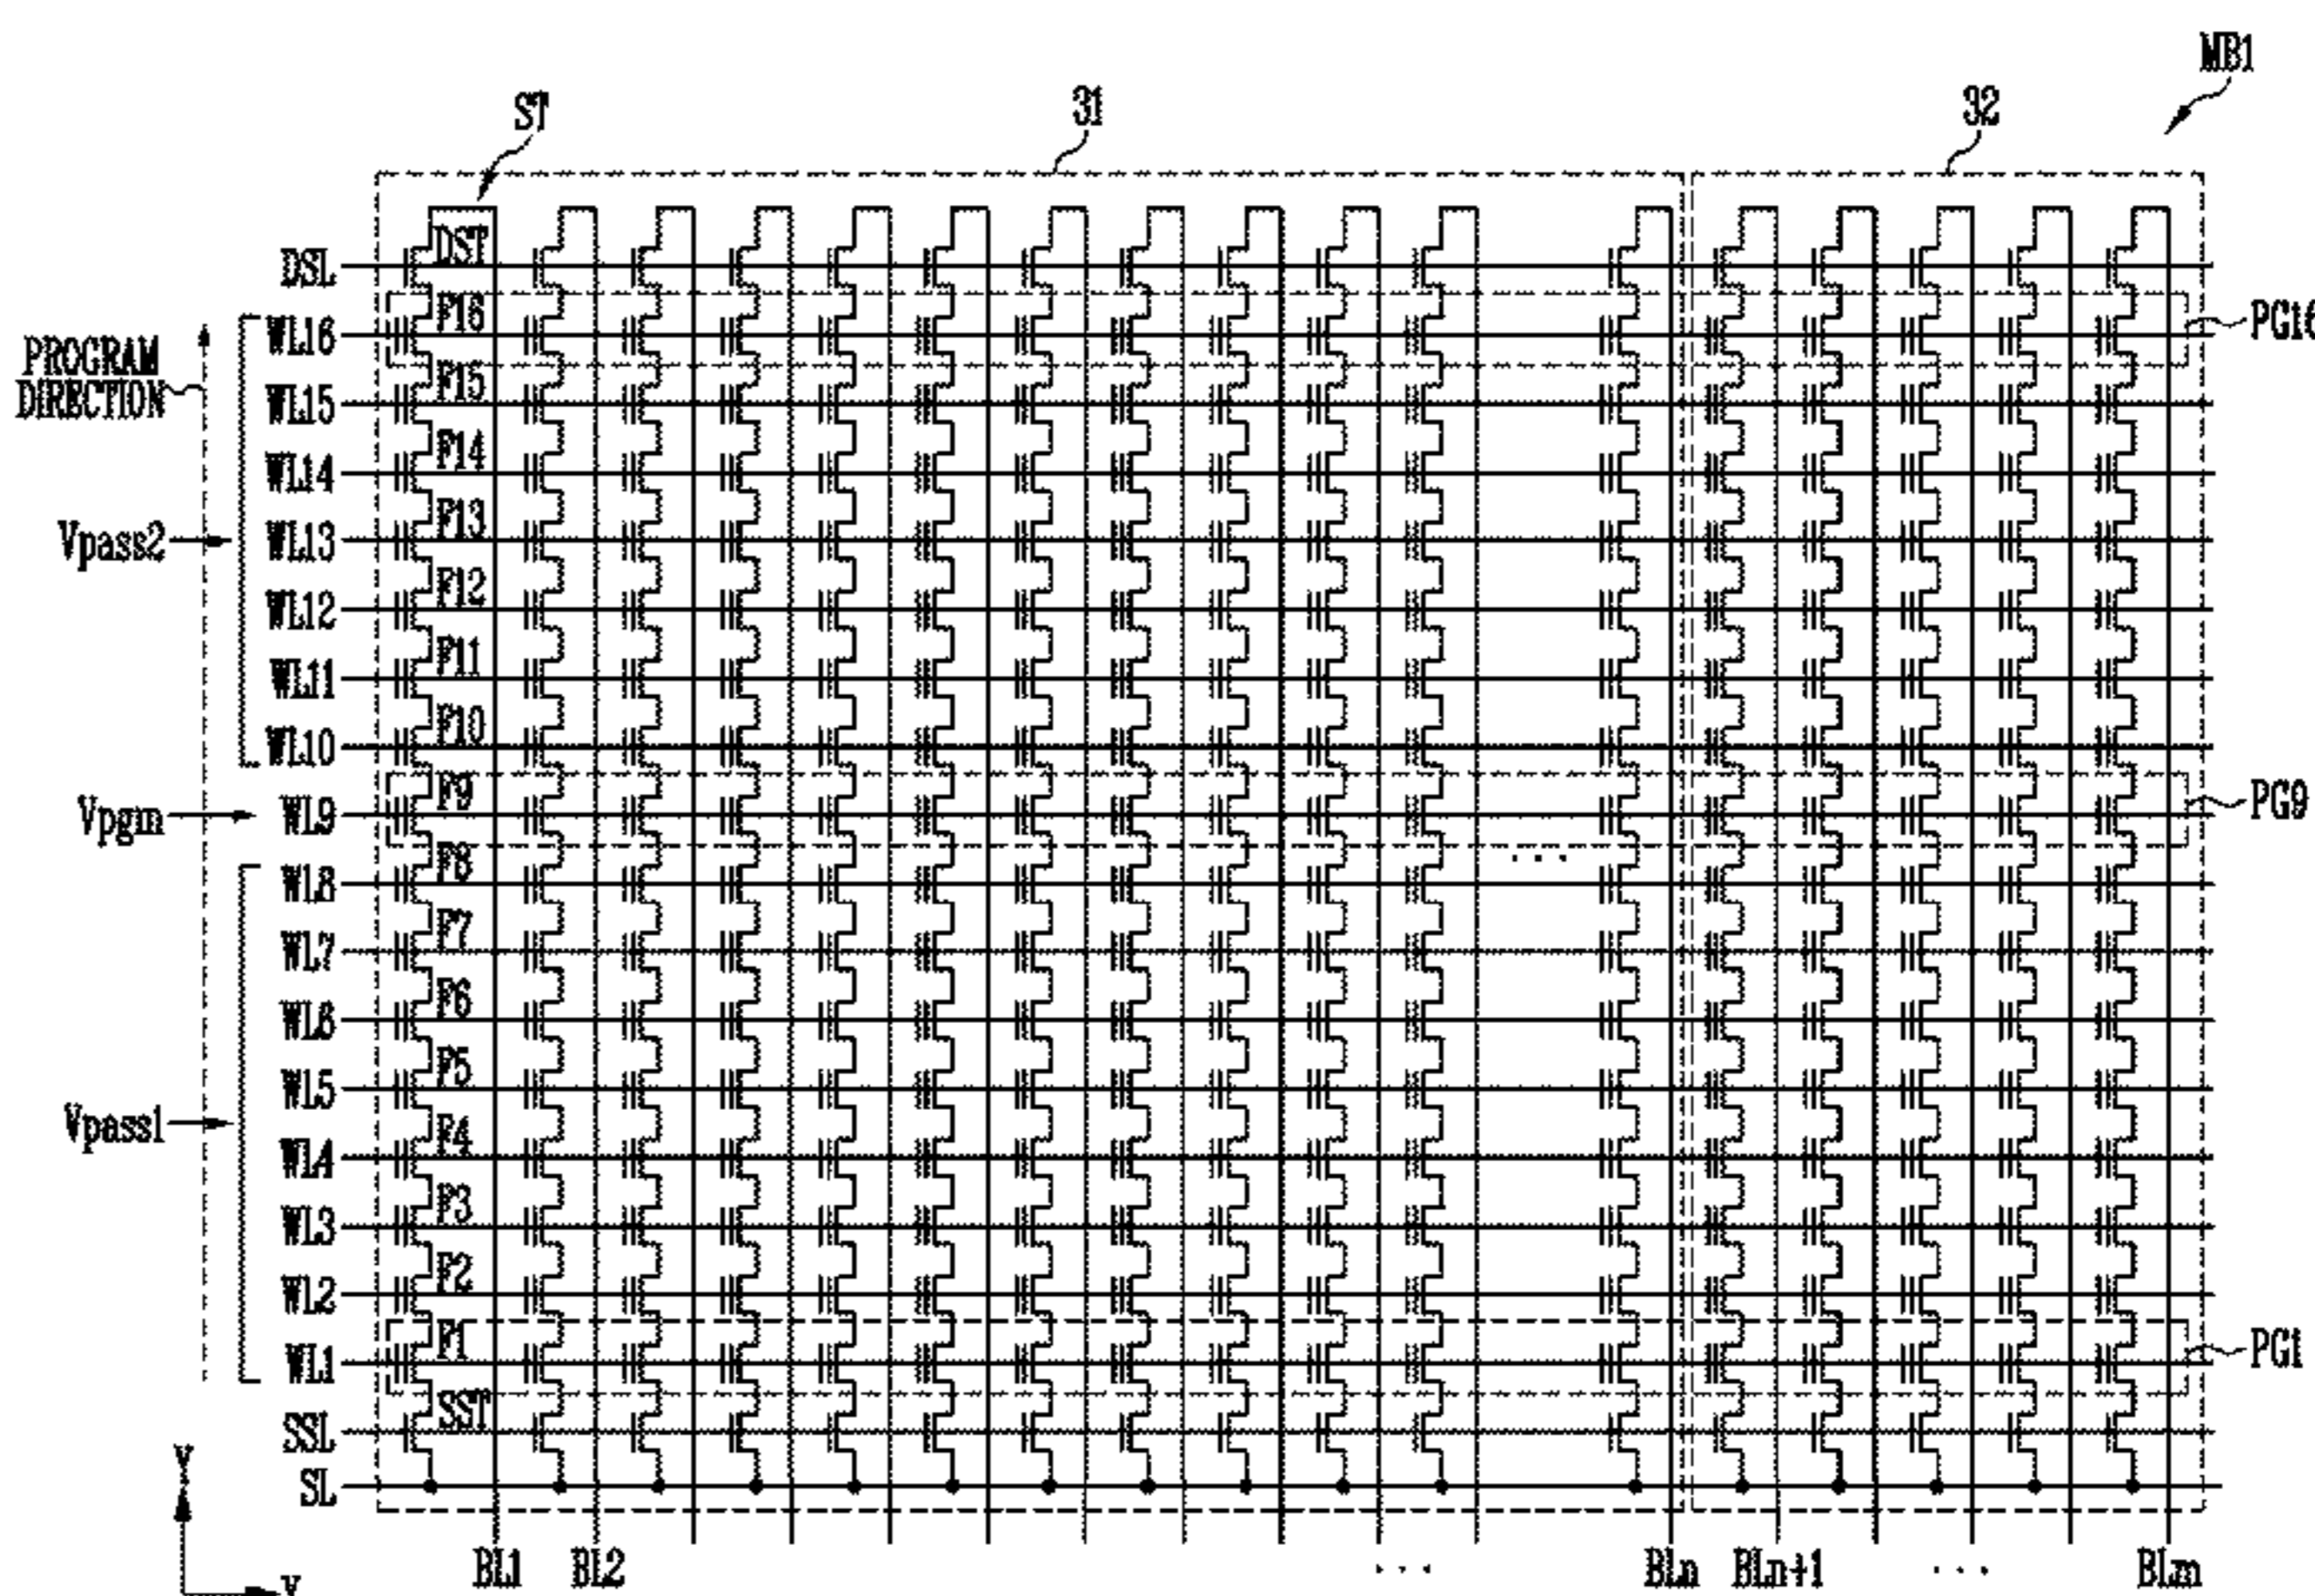 MB1
ST
31
32
DSL
DST
WL16
F16
PG16
PROGRAM
DIRECTION
F15
WL15
WL14
F14
Vpass2
WL13
F13
WL12
F12
WL11
F11
WL10
F10
Vpgm
WL9
F9
PG9
WL8
F8
...
WL7
F7
WL6
F6
WL5
F5
Vpass1
WL4
F4
WL3
F3
WL2
F2
WL1
F1
PG1
SSL
SST
SL
BL1
BL2
...
BLn
BLn+1
...
BLm